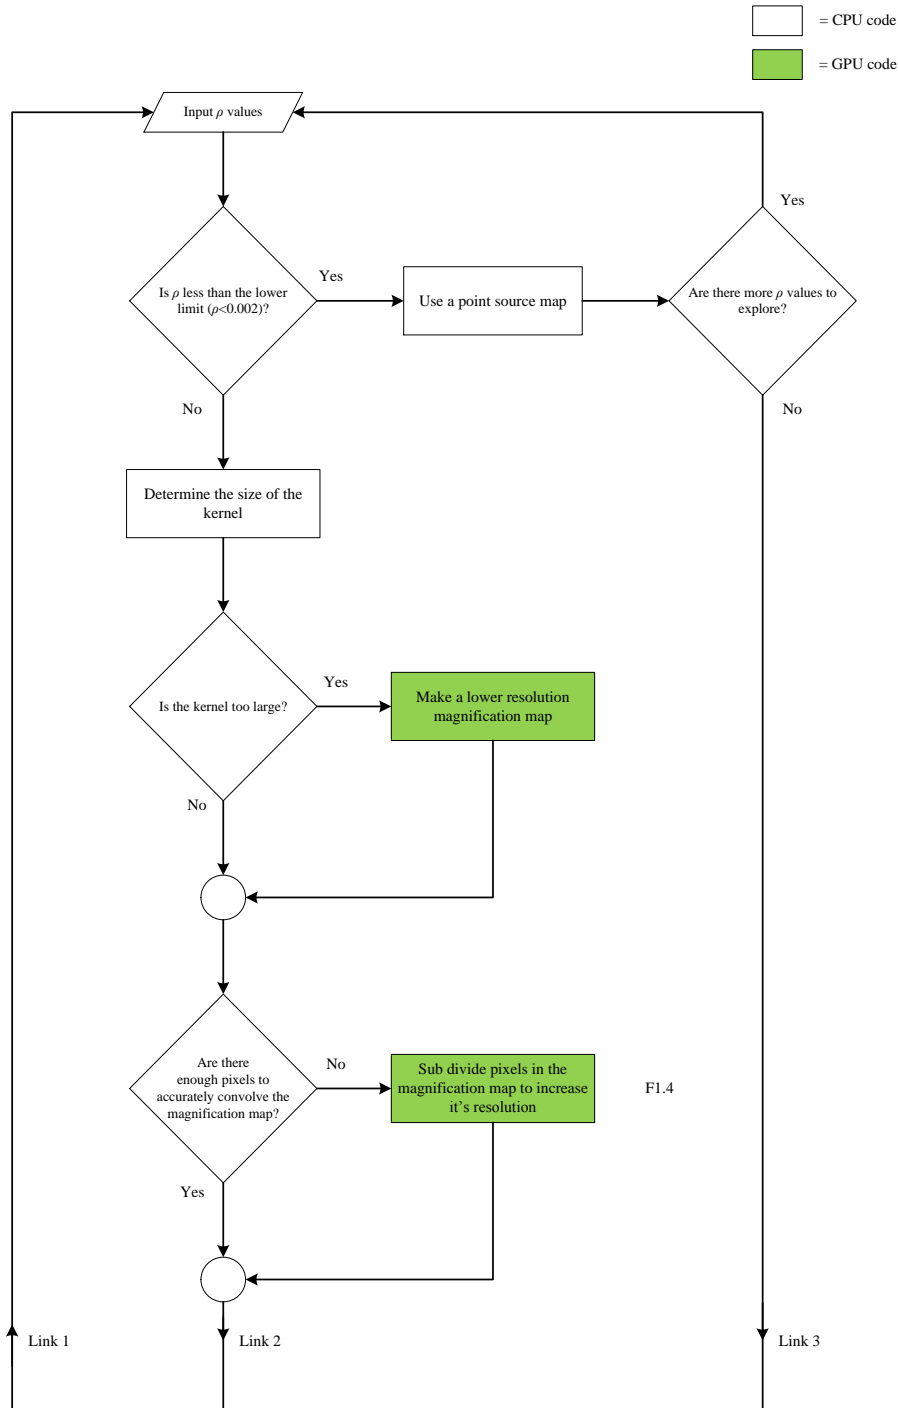 = CPU code
= GPU code
Input ρ values
Yes
Is ρ less than the lower
limit (ρ<0.002)?
Yes
Use a point source map
Are there more ρ values to
explore?
No
No
Determine the size of the
kernel
Is the kernel too large?
Yes
Make a lower resolution
magnification map
No
Are there
enough pixels to
accurately convolve the
magnification map?
No
Sub divide pixels in the
magnification map to increase
it's resolution
F1.4
Yes
Link 1
Link 2
Link 3